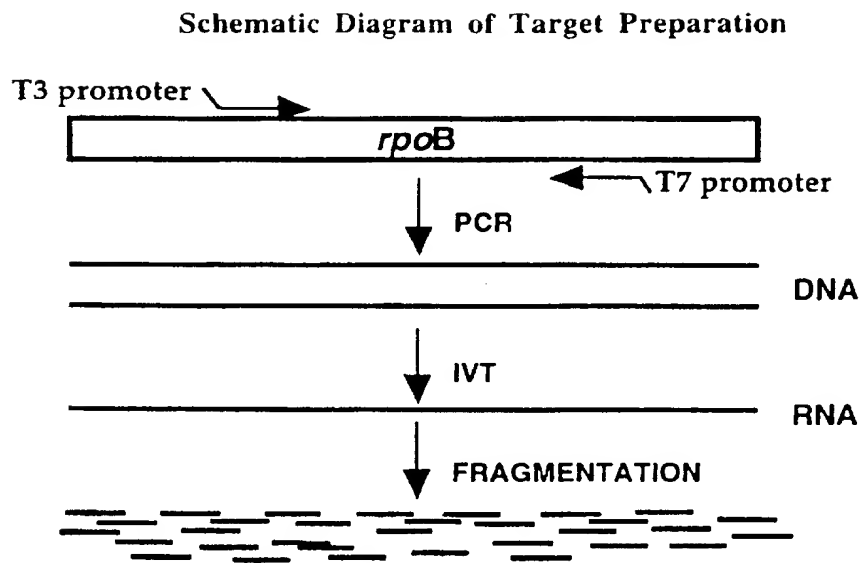 Schematic Diagram of Target Preparation
T3 promoter
rpoB
T7 promoter
PCR
DNA
IVT
RNA
FRAGMENTATION